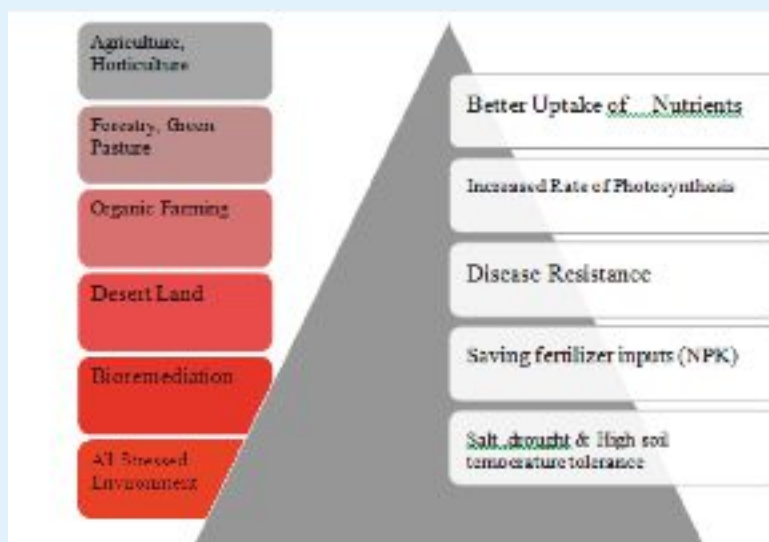 Agriculture,
Horticulture
Forestry, Green
Pasture
Organic Farming
Desert Land
Bioremediation
All Stressed
Environment
Better Uptake of Nutrients
Increased Rate of Photosynthesis
Disease Resistance
Saving fertilizer inputs (NPK)
Salt, drought & High soil
temperature tolerance